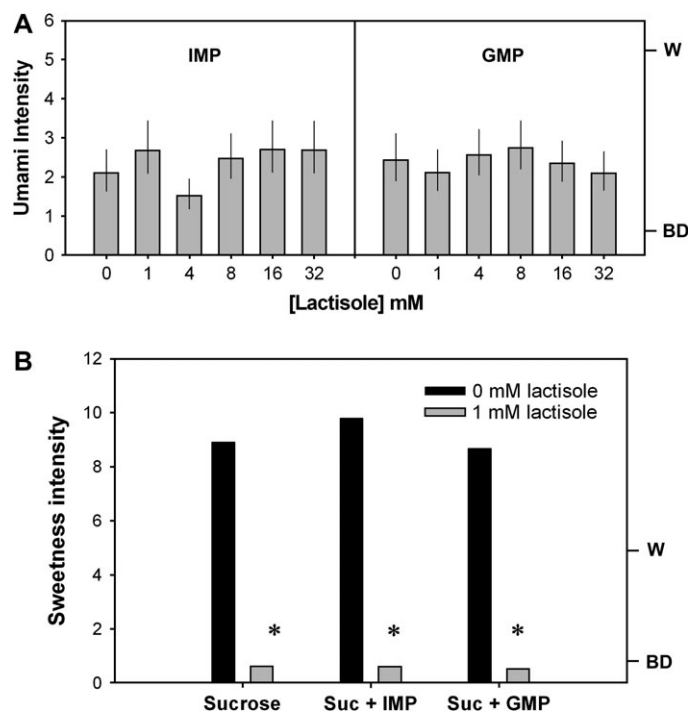 A
6
5
4
3
2
1
0
Umami Intensity
IMP
GMP
W
BD
0 1 4 8 16 32 0 1 4 8 16 32
[Lactisole] mM
B
12
10
8
6
4
2
0
Sweetness intensity
0 mM lactisole
1 mM lactisole
W
BD
* * *
Sucrose Suc + IMP Suc + GMP